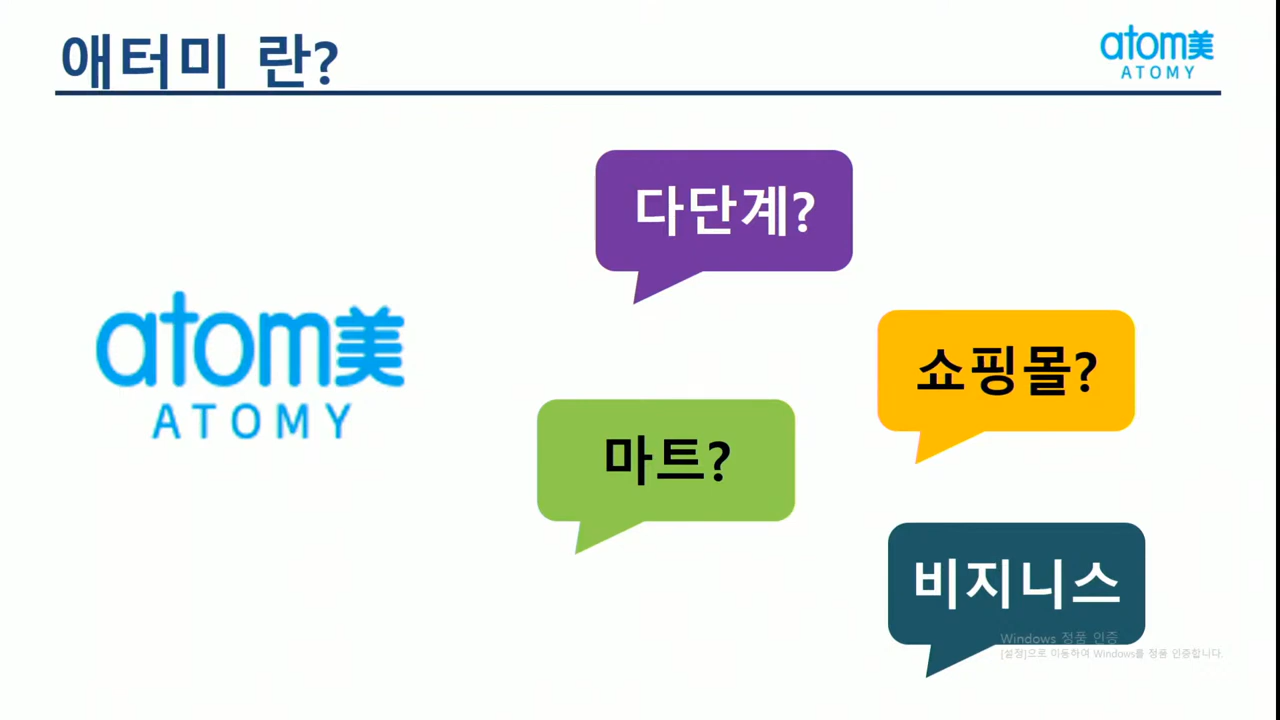 애터미 란?
atom美
ATOMY
다단계?
atom美
ATOMY
쇼핑몰?
마트?
비지니스
Windows 정품 인증
[설정]으로 이동하여 Windows를 정품 인증합니다.